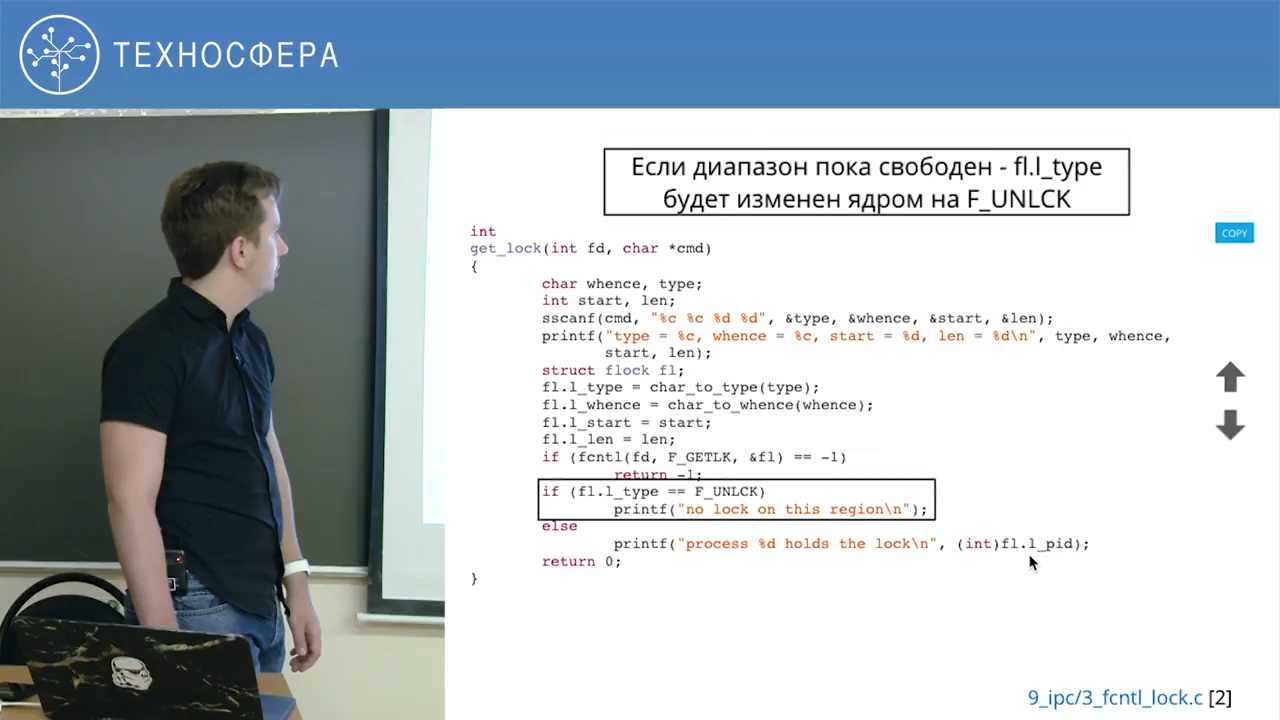 ТЕХНОСФЕРА
Если диапазон пока свободен - fl.l_type
будет изменен ядром на F_UNLCK
int
COPY
get_lock(int fd, char *cmd)
{
char whence, type;
int start, len;
sscanf(cmd, "%c %c %d %d", &type, &whence, &start, &len);
printf("type = %c, whence = %c, start = %d, len = %d\n", type, whence,
start, len);
struct flock fl;
fl.l_type = char_to_type(type);
fl.l_whence = char_to_whence(whence);
fl.l_start = start;
fl.l_len = len;
if (fcntl(fd, F_GETLK, &fl) == -1)
return -1;
if (fl.l_type == F_UNLCK)
printf("no lock on this region\n");
else
printf("process %d holds the lock\n", (int)fl.l_pid);
return 0;
}
9_ipc/3_fcntl_lock.c [2]